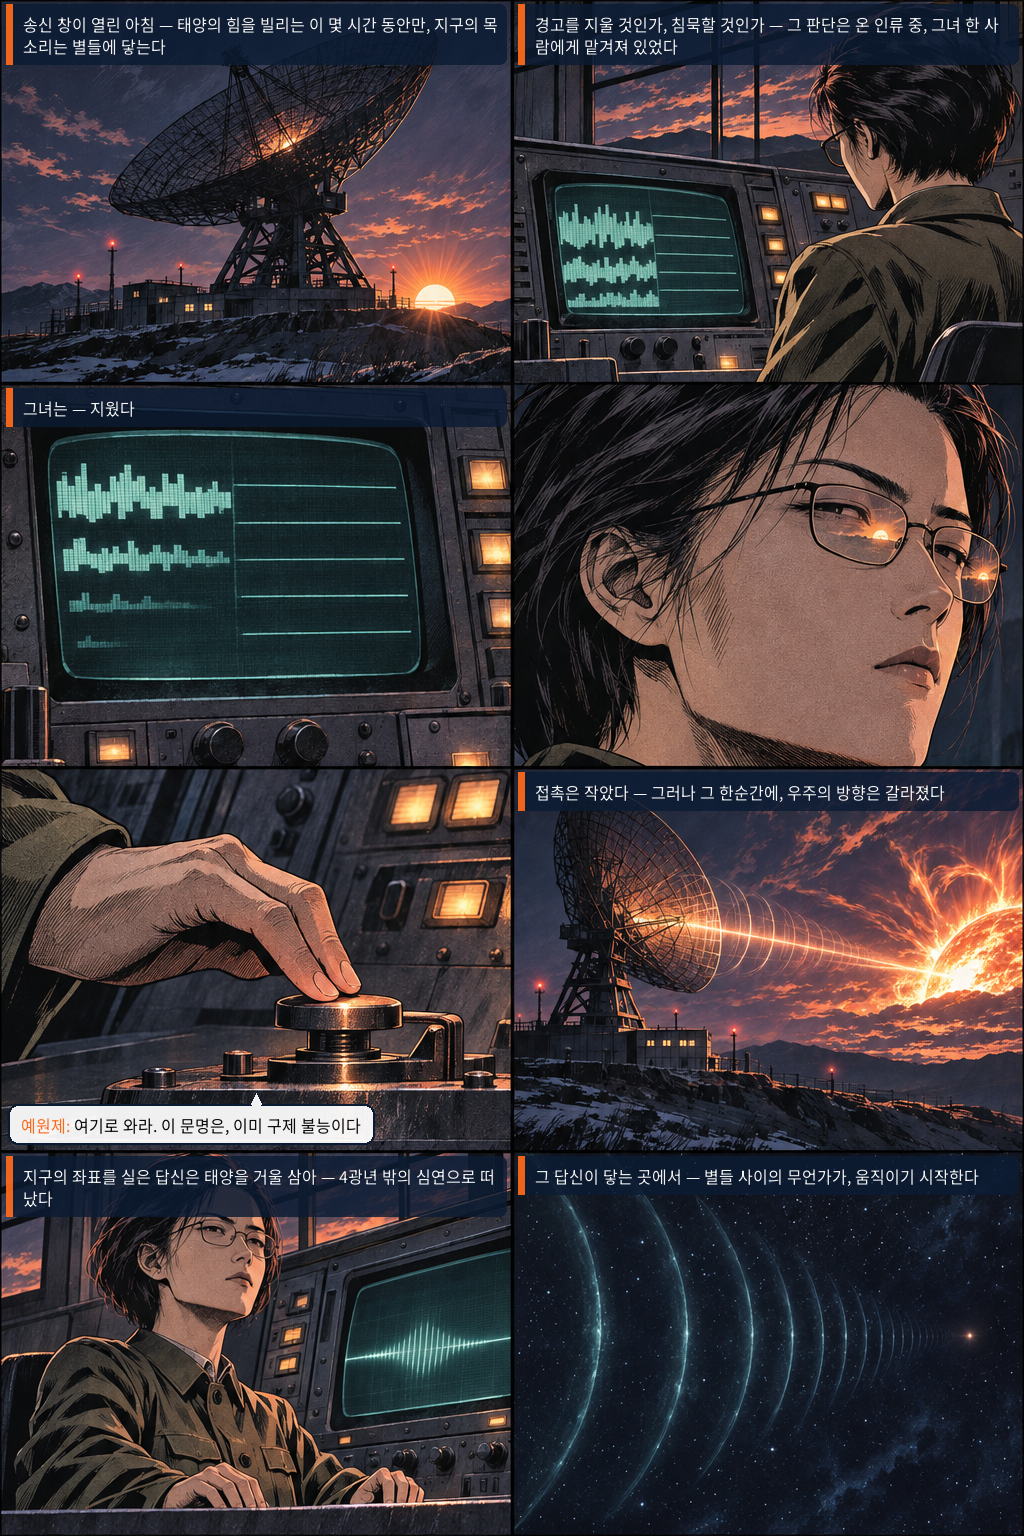 송신 창이 열린 아침 — 태양의 힘을 빌리는 이 몇 시간 동안만, 지구의 목
소리는 별들에 닿는다
경고를 지울 것인가, 침묵할 것인가 — 그 판단은 온 인류 중, 그녀 한 사
람에게 맡겨져 있었다
그녀는 — 지웠다
예원제: 여기로 와라. 이 문명은, 이미 구제 불능이다
접촉은 작았다 — 그러나 그 한순간에, 우주의 방향은 갈라졌다
지구의 좌표를 실은 답신은 태양을 거울 삼아 — 4광년 밖의 심연으로 떠
났다
그 답신이 닿는 곳에서 — 별들 사이의 무언가가, 움직이기 시작한다